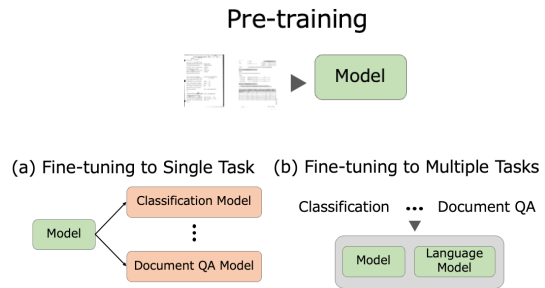 Pre-training
Model
(a) Fine-tuning to Single Task
(b) Fine-tuning to Multiple Tasks
Classification Model
Model
Document QA Model
Classification ... Document QA
Model
Language
Model